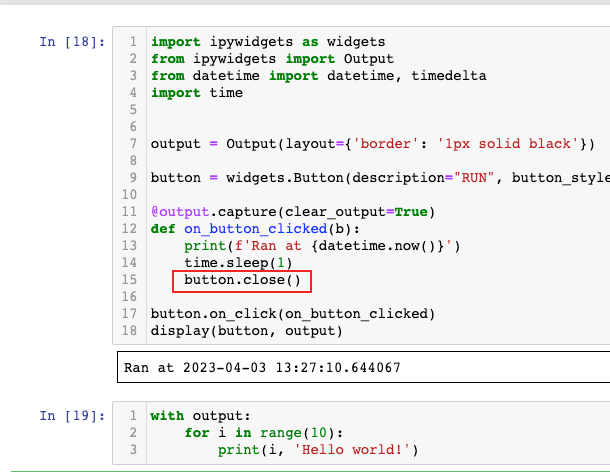 In [18]:
1 import ipywidgets as widgets
2 from ipywidgets import Output
3 from datetime import datetime, timedelta
4 import time
5
6
7 output = Output(layout={'border': '1px solid black'})
8
9 button = widgets.Button(description="RUN", button_style
10
11 @output.capture(clear_output=True)
12 def on_button_clicked(b):
13     print(f'Ran at {datetime.now()}')
14     time.sleep(1)
15     button.close()
16
17 button.on_click(on_button_clicked)
18 display(button, output)
Ran at 2023-04-03 13:27:10.644067
In [19]:
1 with output:
2     for i in range(10):
3         print(i, 'Hello world!')